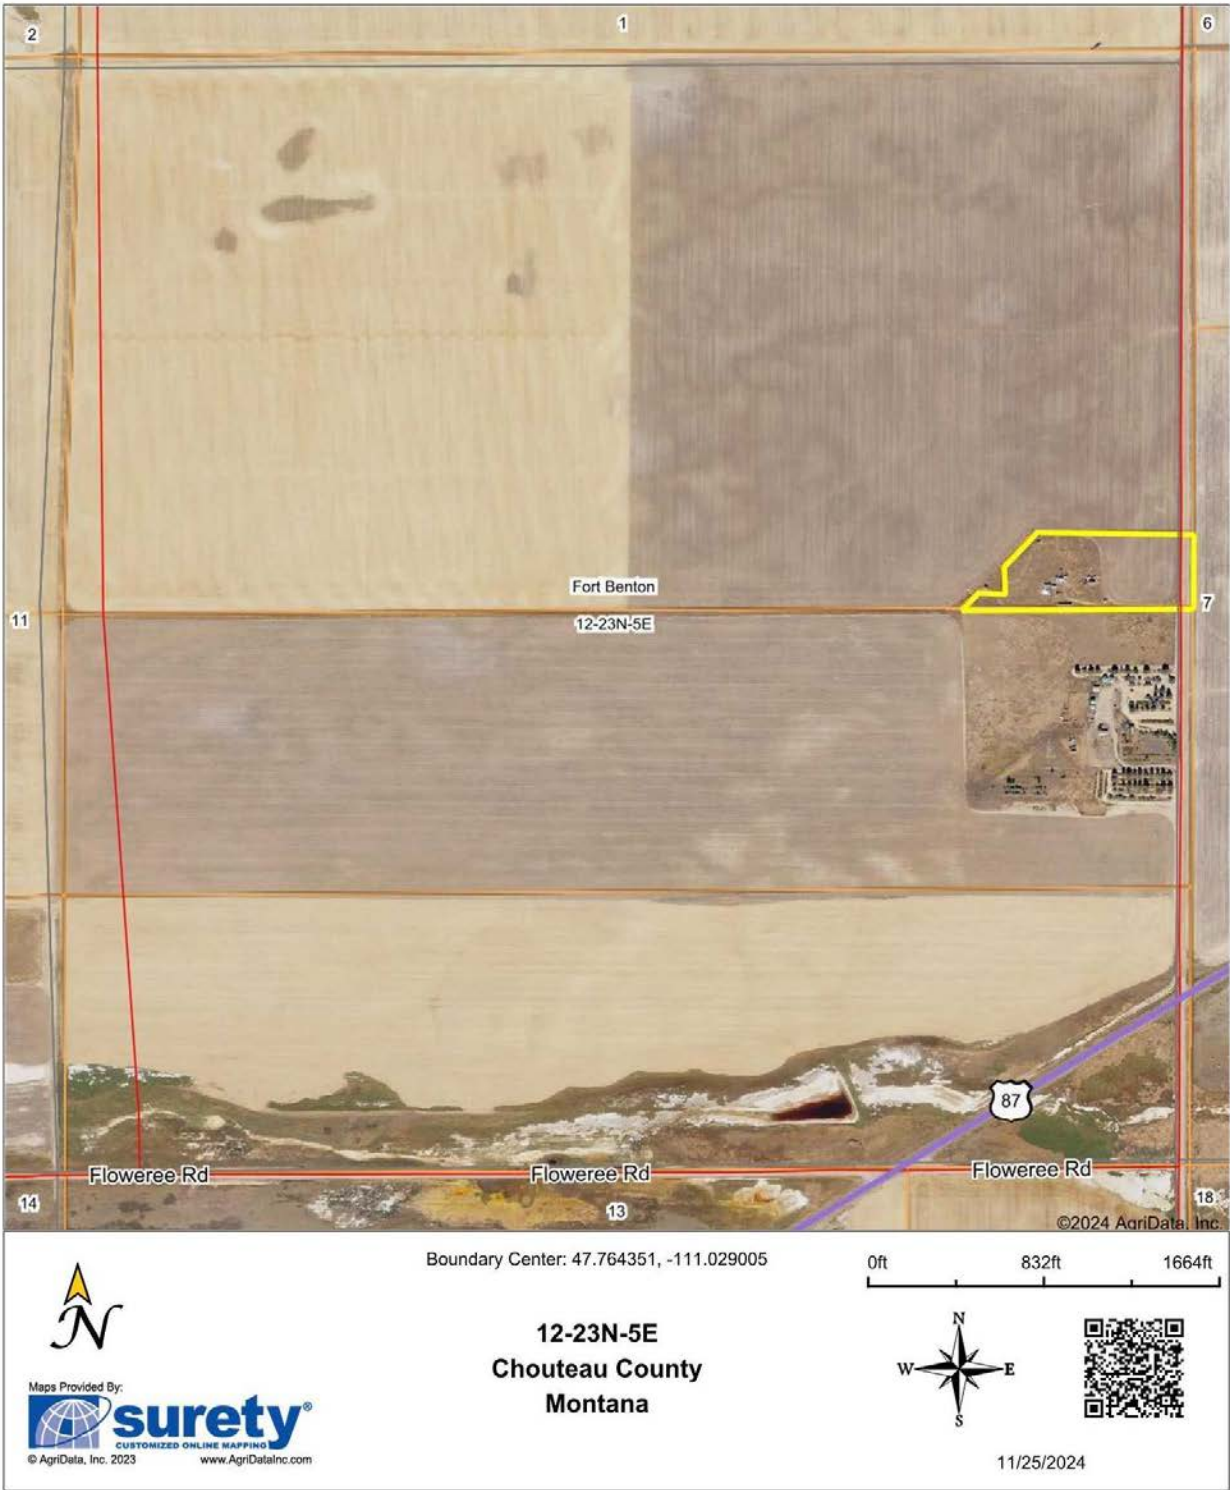 2
1
6
Fort Benton
12-23N-5E
11
7
87
Floweree Rd
Floweree Rd
Floweree Rd
14
13
18
©2024 AgriData, Inc.
Boundary Center: 47.764351, -111.029005
0ft 832ft 1664ft
N
12-23N-5E
Chouteau County
Montana
N
W E
S
Maps Provided By:
surety®
CUSTOMIZED ONLINE MAPPING
© AgriData, Inc. 2023 www.AgriDataInc.com
11/25/2024